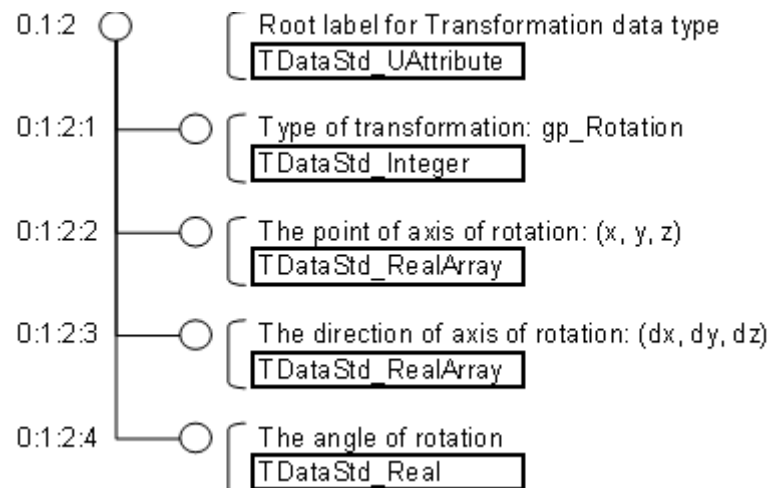 0.1:2 Root label for Transformation data type
TDataStd_UAttribute
0:1:2:1 Type of transformation: gp_Rotation
TDataStd_Integer
0:1:2:2 The point of axis of rotation: (x, y, z)
TDataStd_RealArray
0:1:2:3 The direction of axis of rotation: (dx, dy, dz)
TDataStd_RealArray
0:1:2:4 The angle of rotation
TDataStd_Real